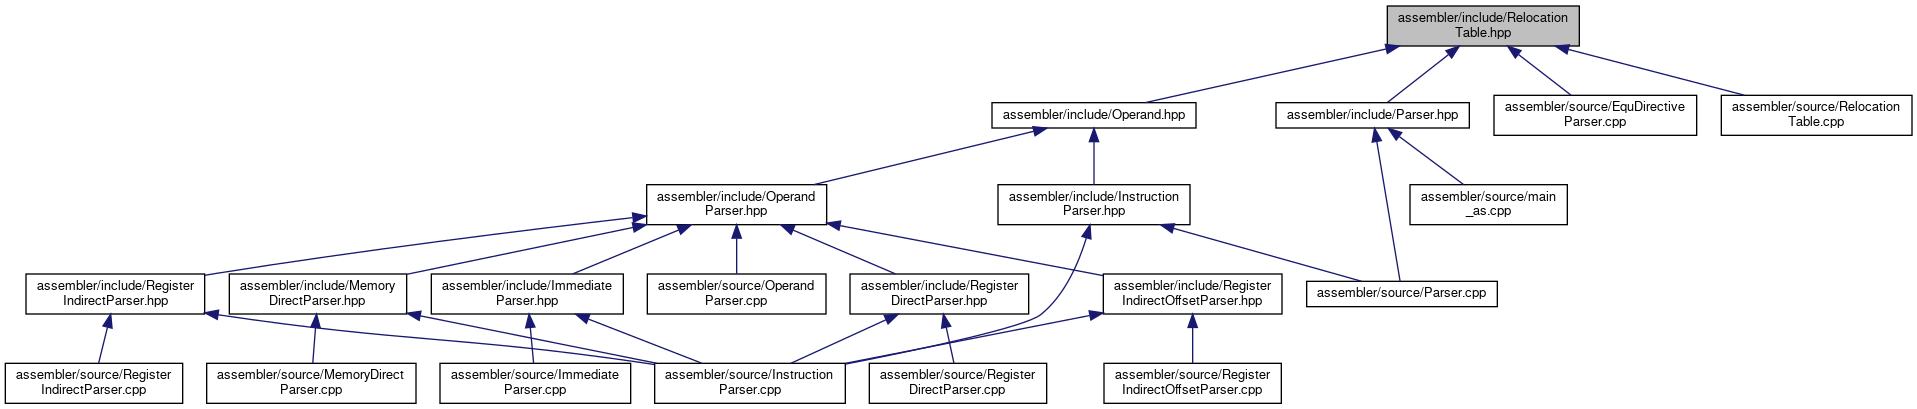 assembler/include/Relocation
Table.hpp
assembler/include/Operand.hpp
assembler/include/Parser.hpp
assembler/source/EquDirective
Parser.cpp
assembler/source/Relocation
Table.cpp
assembler/include/Operand
Parser.hpp
assembler/include/Instruction
Parser.hpp
assembler/source/main
_as.cpp
assembler/include/Register
IndirectParser.hpp
assembler/include/Memory
DirectParser.hpp
assembler/include/Immediate
Parser.hpp
assembler/source/Operand
Parser.cpp
assembler/include/Register
DirectParser.hpp
assembler/include/Register
IndirectOffsetParser.hpp
assembler/source/Parser.cpp
assembler/source/Register
IndirectParser.cpp
assembler/source/MemoryDirect
Parser.cpp
assembler/source/Immediate
Parser.cpp
assembler/source/Instruction
Parser.cpp
assembler/source/Register
DirectParser.cpp
assembler/source/Register
IndirectOffsetParser.cpp